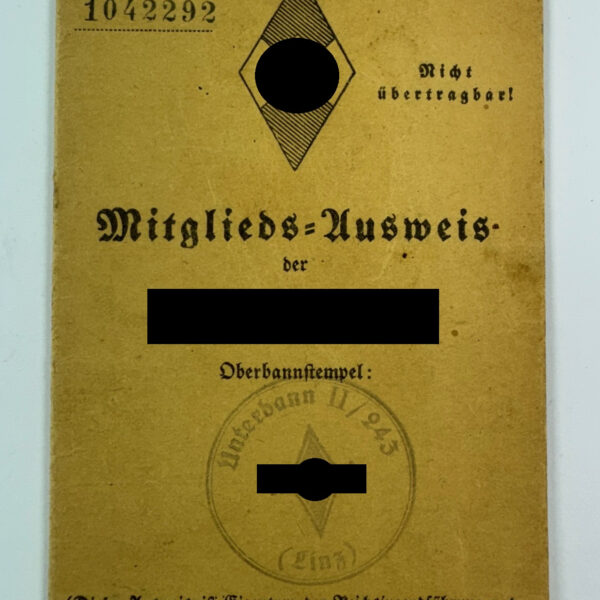 1042292
Nicht
übertragbar!
Mitglieds=Ausweis
der
Oberbannstempel:
Unterbann II/243
(Linz)